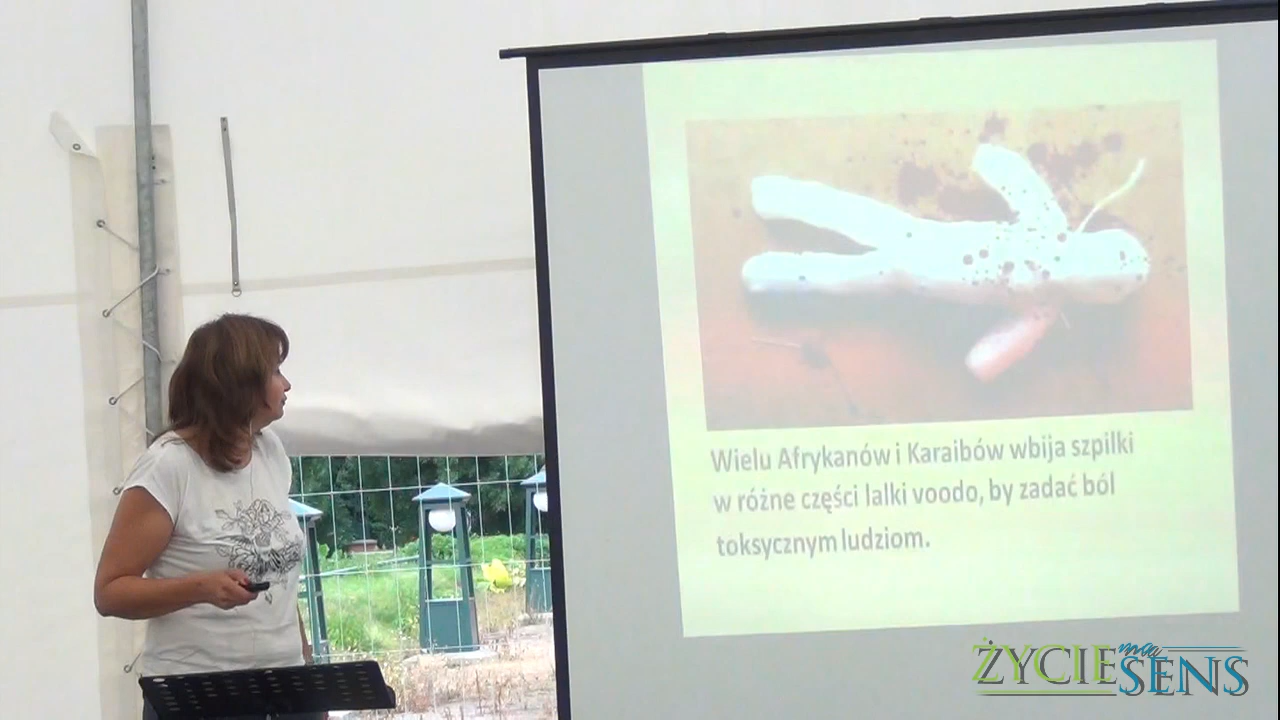 Wielu Afrykanów i Karaibów wbija szpilki
w różne części lalki voodo, by zadać ból
toksycznym ludziom.
ŻYCIE ma SENS